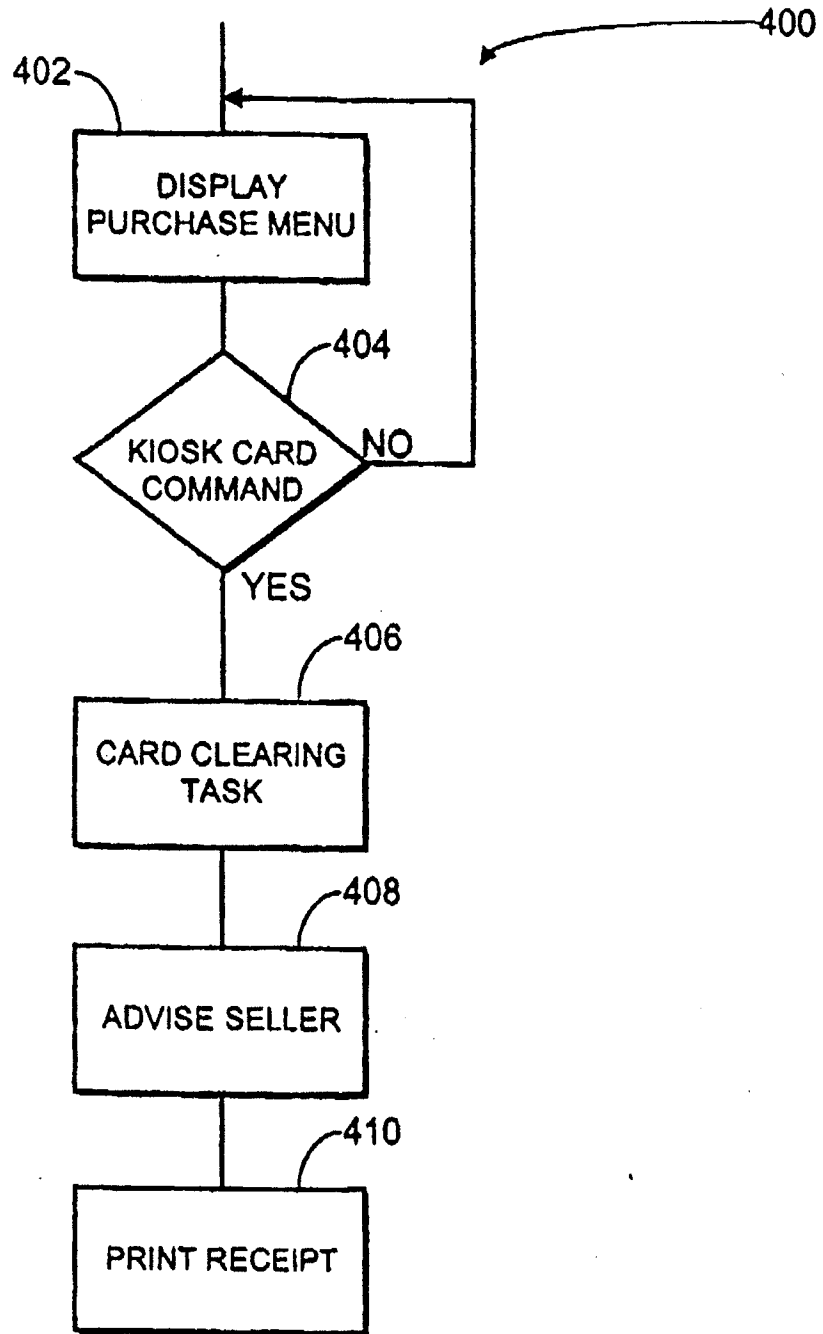 400
402
DISPLAY
PURCHASE MENU
404
KIOSK CARD
COMMAND
NO
YES
406
CARD CLEARING
TASK
408
ADVISE SELLER
410
PRINT RECEIPT